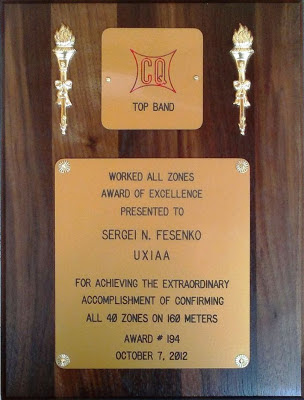 CQ
TOP BAND
WORKED ALL ZONES
AWARD OF EXCELLENCE
PRESENTED TO
SERGEI N. FESENKO
UX1AA
FOR ACHIEVING THE EXTRAORDINARY
ACCOMPLISHMENT OF CONFIRMING
ALL 40 ZONES ON 160 METERS
AWARD # 194
OCTOBER 7, 2012